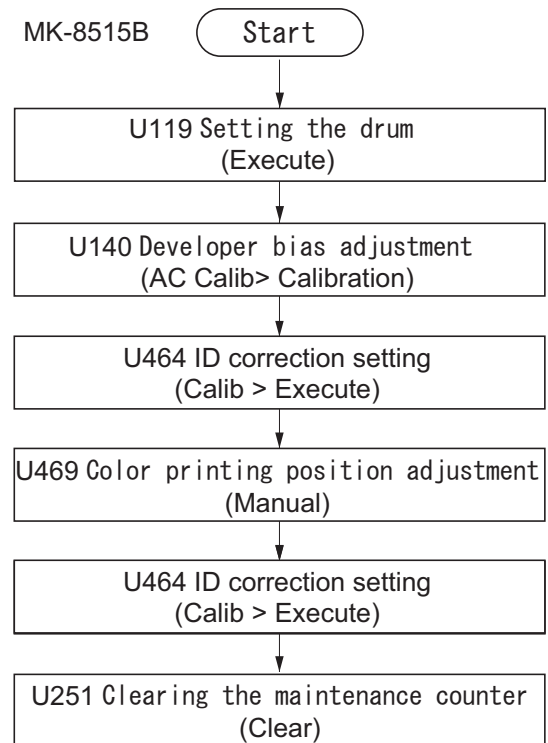 MK-8515B
Start
U119 Setting the drum
(Execute)
U140 Developer bias adjustment
(AC Calib> Calibration)
U464 ID correction setting
(Calib > Execute)
U469 Color printing position adjustment
(Manual)
U464 ID correction setting
(Calib > Execute)
U251 Clearing the maintenance counter
(Clear)